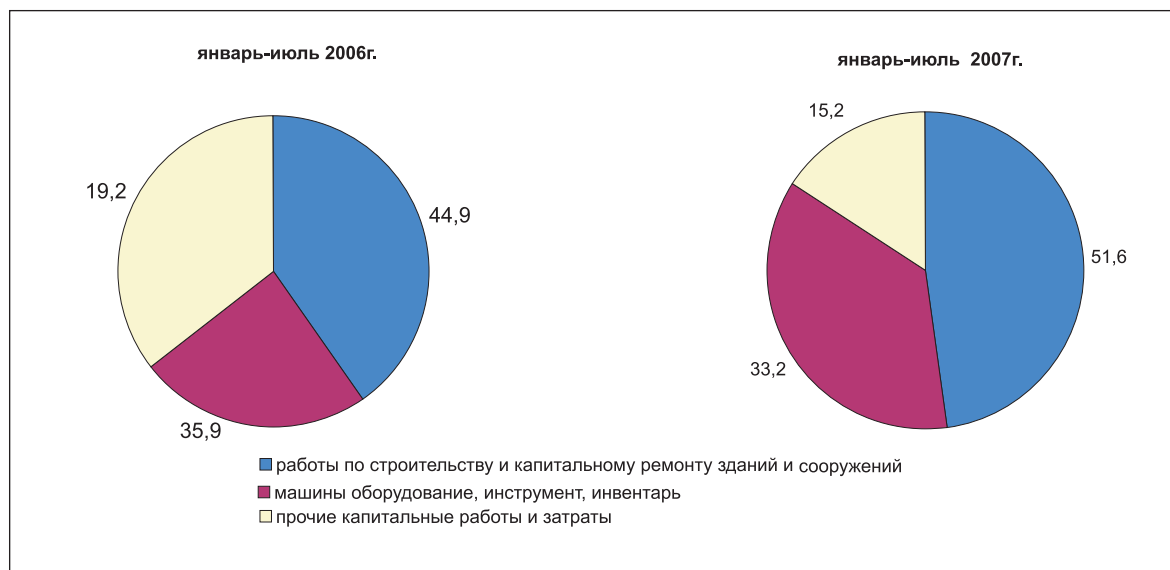 январь-июль 2006г.
19,2
44,9
35,9
январь-июль 2007г.
15,2
51,6
33,2
работы по строительству и капитальному ремонту зданий и сооружений
машины оборудование, инструмент, инвентарь
прочие капитальные работы и затраты